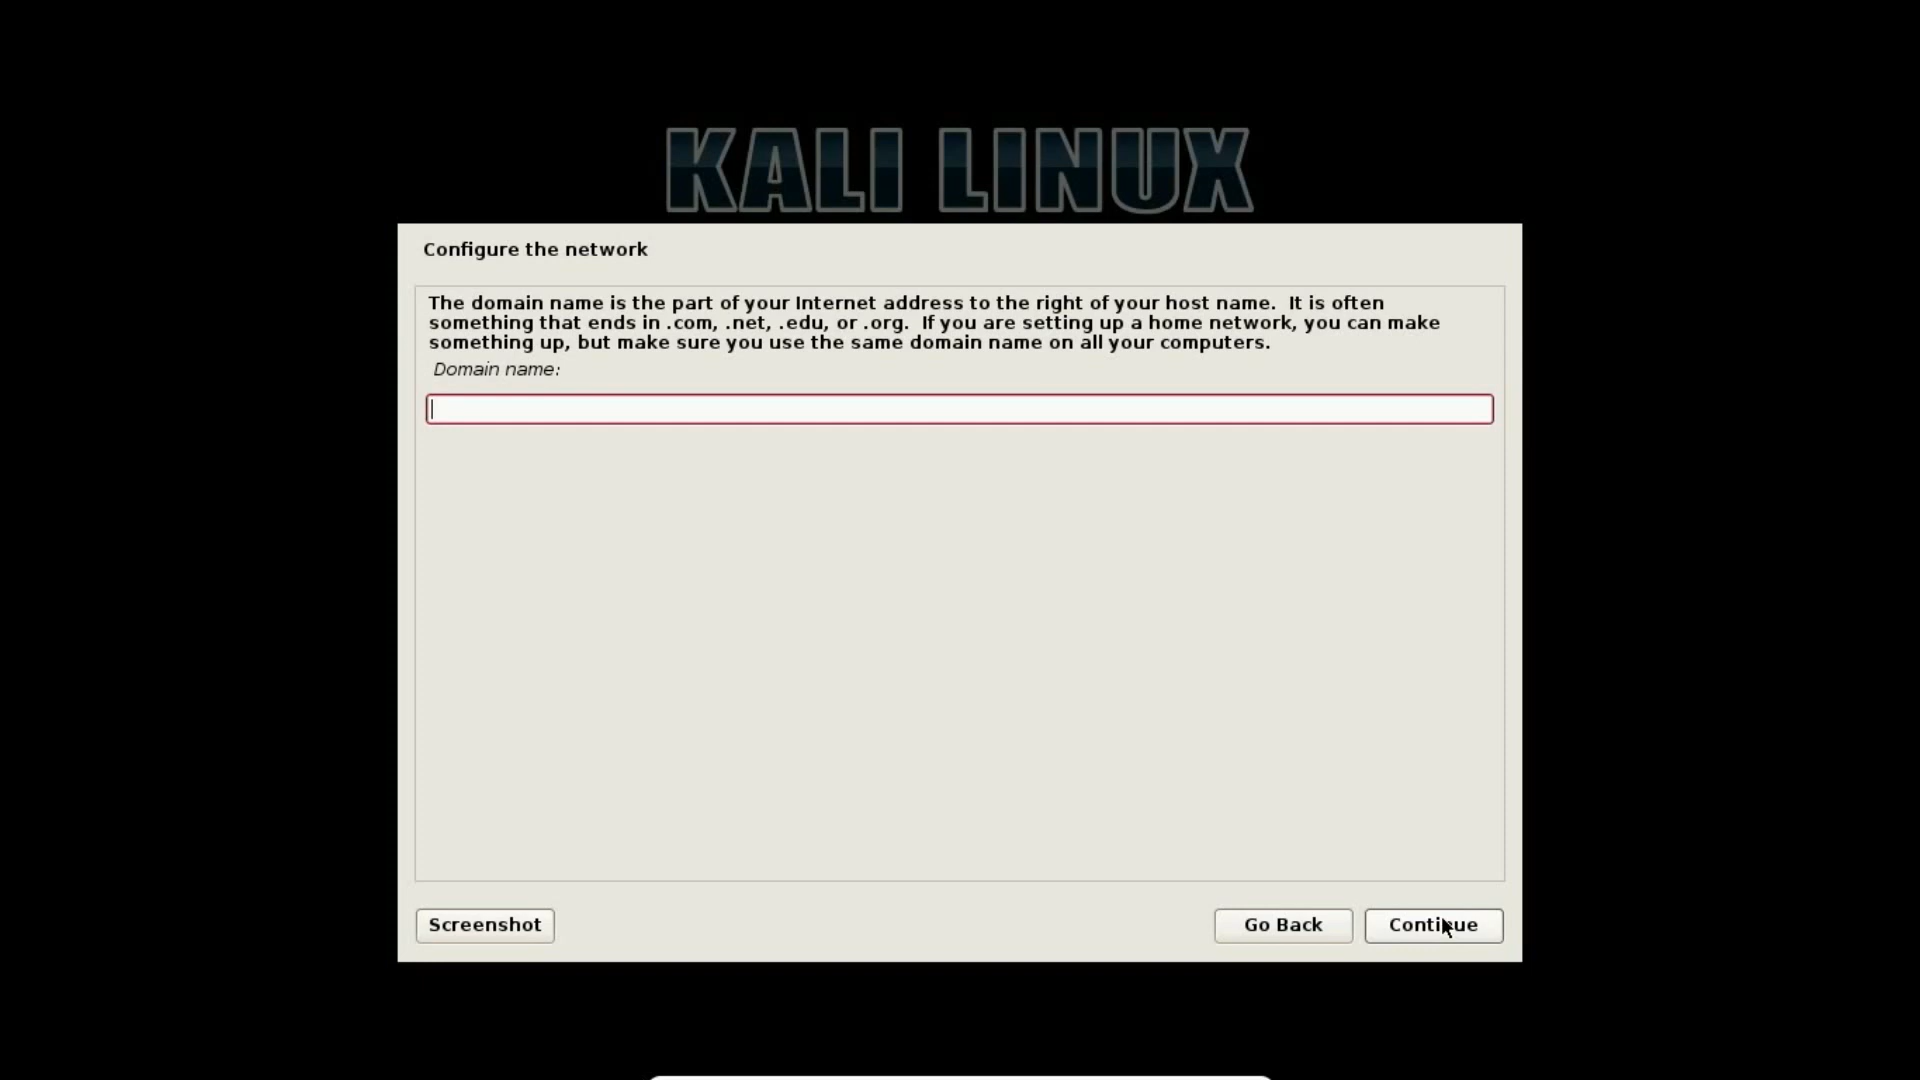 KALI LINUX
Configure the network
The domain name is the part of your Internet address to the right of your host name.  It is often
something that ends in .com, .net, .edu, or .org.  If you are setting up a home network, you can make
something up, but make sure you use the same domain name on all your computers.
Domain name:
Screenshot
Go Back
Continue